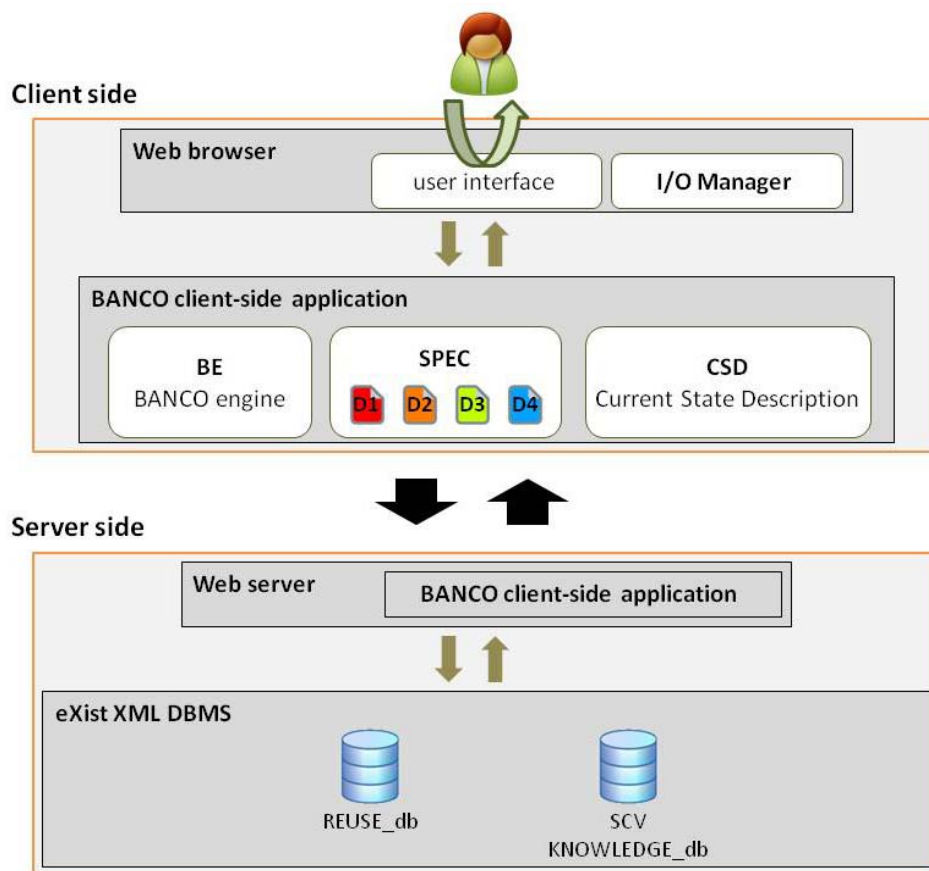 Client side
Web browser
user interface
I/O Manager
BANCO client-side application
BE
BANCO engine
SPEC
D1
D2
D3
D4
CSD
Current State Description
Server side
Web server
BANCO client-side application
eXist XML DBMS
REUSE_db
SCV
KNOWLEDGE_db